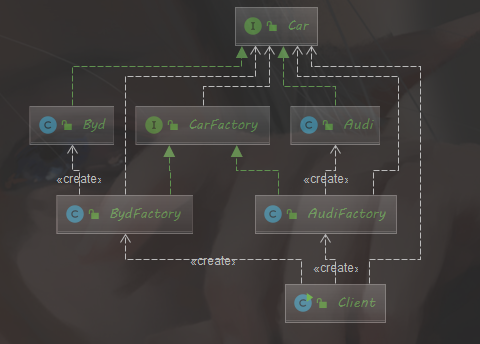 I Car
C Byd
I CarFactory
C Audi
«create»
«create»
C BydFactory
C AudiFactory
«create»
«create»
C Client